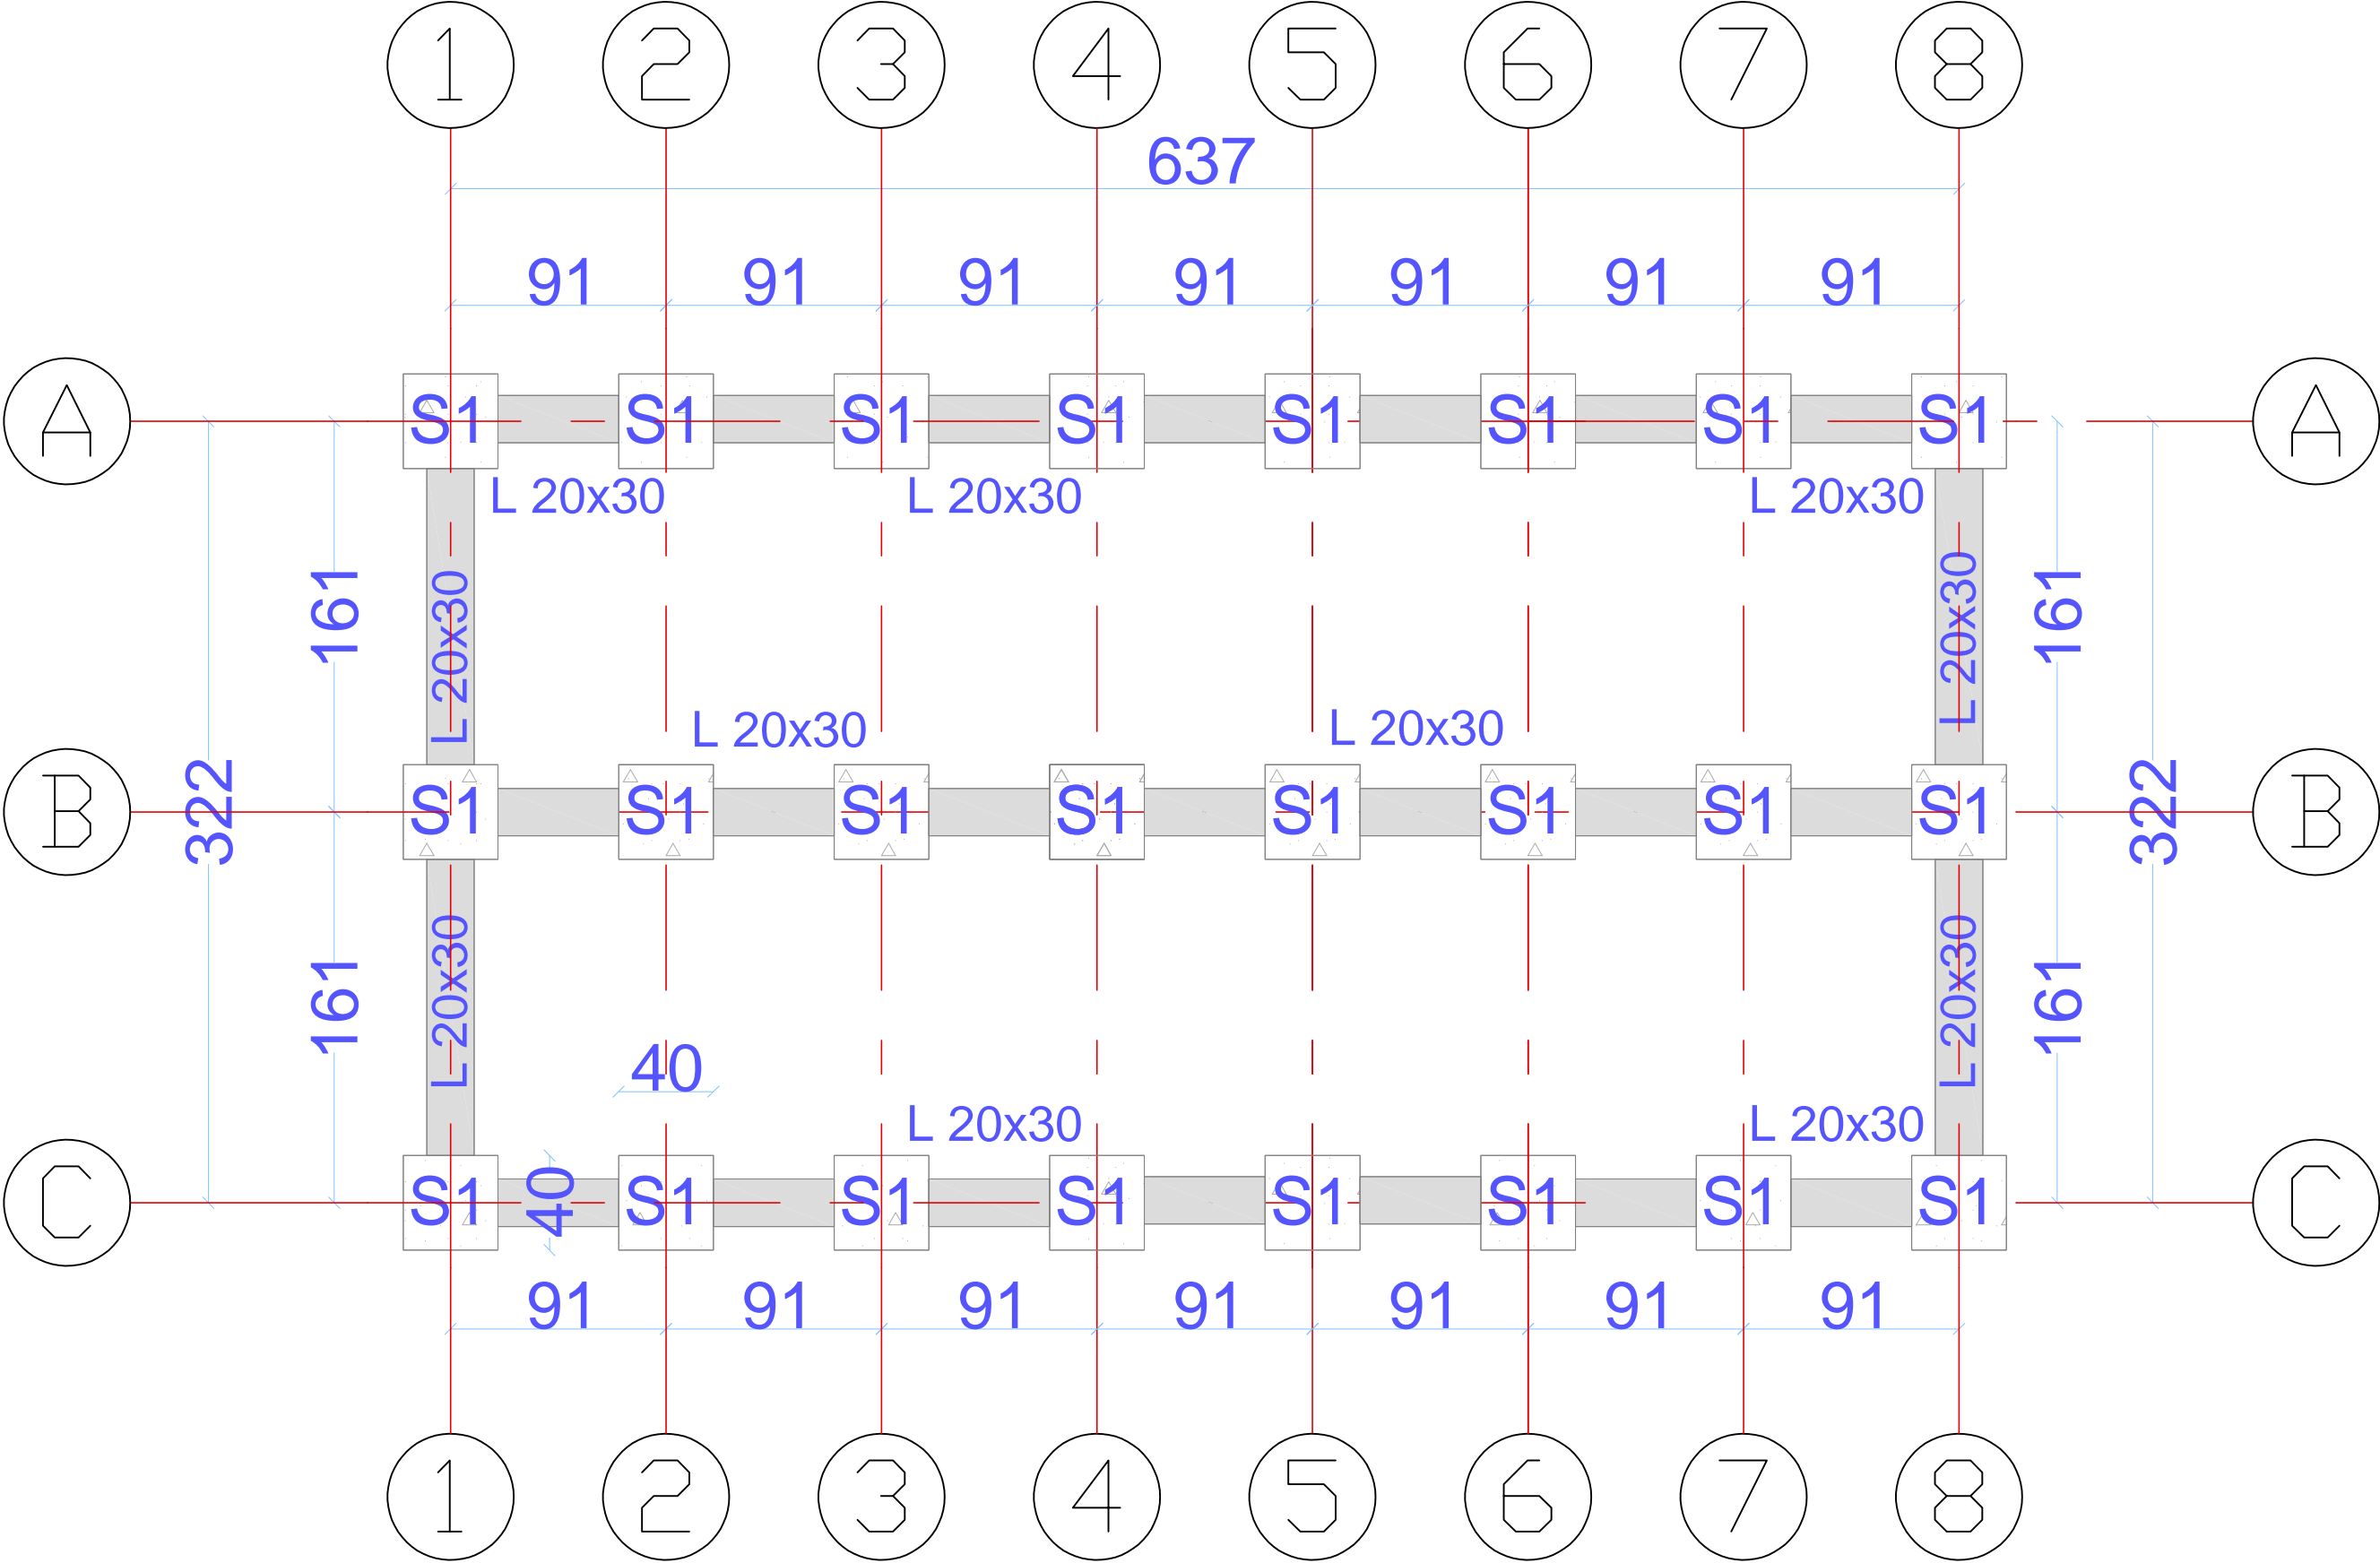 1 2 3 4 5 6 7 8
637
91 91 91 91 91 91 91
A S1 S1 S1 S1 S1 S1 S1 S1 A
L 20x30 L 20x30 L 20x30
161 L 20x30 L 20x30 161
L 20x30 L 20x30
322 322
B S1 S1 S1 S1 S1 S1 S1 S1 B
161 L 20x30 L 20x30 161
40
L 20x30 L 20x30
C S1 40 S1 S1 S1 S1 S1 S1 S1 C
91 91 91 91 91 91 91
1 2 3 4 5 6 7 8